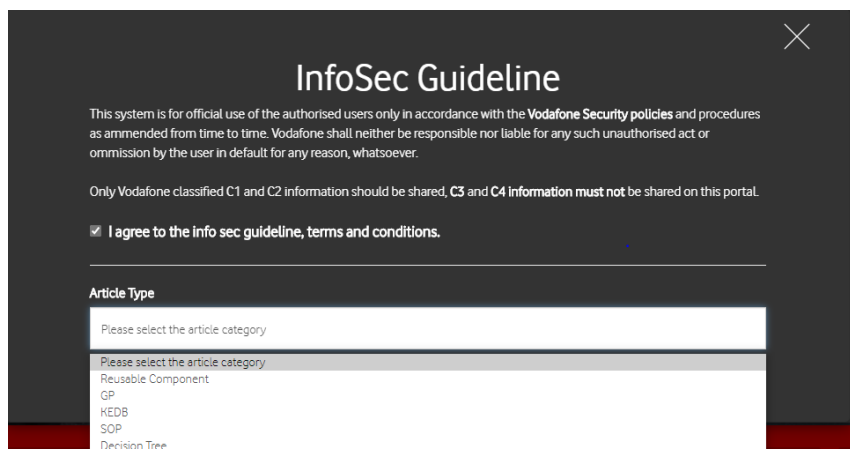 InfoSec Guideline
This system is for official use of the authorised users only in accordance with the Vodafone Security policies and procedures
as ammended from time to time. Vodafone shall neither be responsible nor liable for any such unauthorised act or
ommission by the user in default for any reason, whatsoever.
Only Vodafone classified C1 and C2 information should be shared, C3 and C4 information must not be shared on this portal.
I agree to the info sec guideline, terms and conditions.
Article Type
Please select the article category
Please select the article category
Reusable Component
GP
KEDB
SOP
Decision Tree